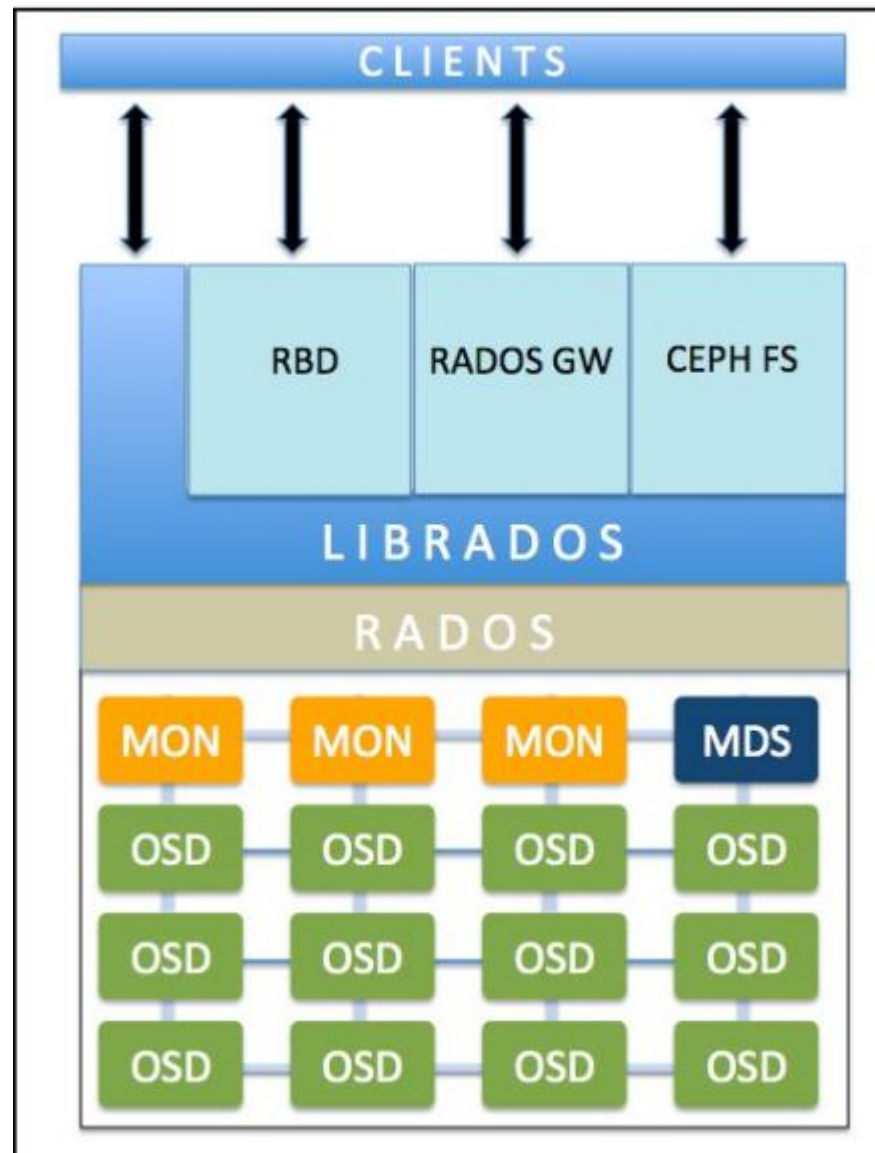 CLIENTS
RBD RADOS GW CEPH FS
LIBRADOS
RADOS
MON MON MON MDS
OSD OSD OSD OSD
OSD OSD OSD OSD
OSD OSD OSD OSD